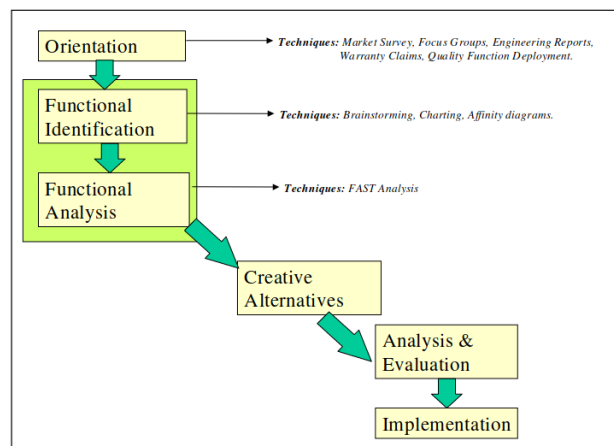 Orientation
Techniques: Market Survey, Focus Groups, Engineering Reports,
Warranty Claims, Quality Function Deployment.
Functional
Identification
Techniques: Brainstorming, Charting, Affinity diagrams.
Functional
Analysis
Techniques: FAST Analysis
Creative
Alternatives
Analysis &
Evaluation
Implementation